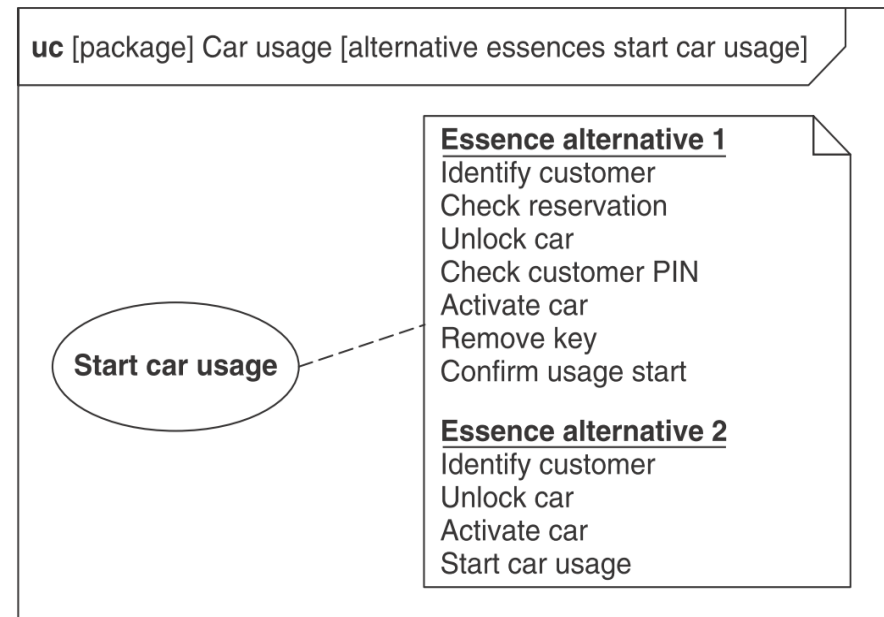 uc [package] Car usage [alternative essences start car usage]
Essence alternative 1
Identify customer
Check reservation
Unlock car
Check customer PIN
Activate car
Remove key
Confirm usage start
Start car usage
Essence alternative 2
Identify customer
Unlock car
Activate car
Start car usage